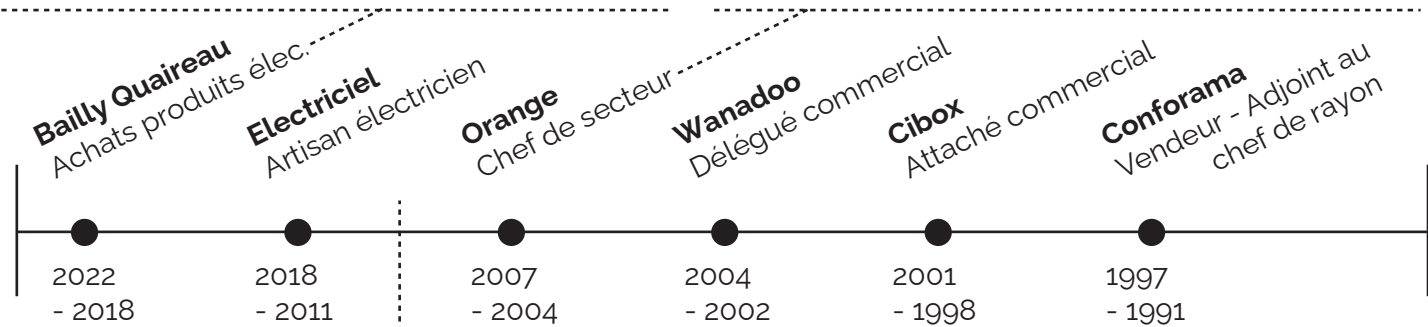 Bailly Quaireau
Achats produits élec.
Electriciel
Artisan électricien
Orange
Chef de secteur
Wanadoo
Délégué commercial
Cibox
Attaché commercial
Conforama
Vendeur - Adjoint au
chef de rayon
2022
- 2018
2018
- 2011
2007
- 2004
2004
- 2002
2001
- 1998
1997
- 1991